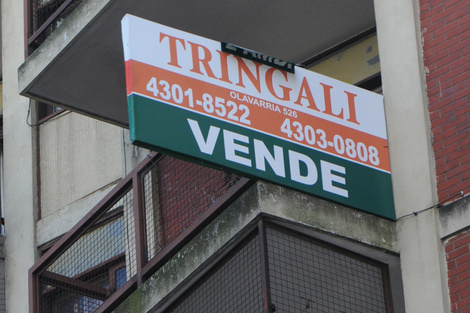 TRINGALI
OLAVARRIA 526
4301-8522
4303-0808
VENDE